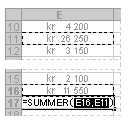 E
10 kr 4 200
11 kr 26 250
12 kr 3 150
15 kr 2 100
16 kr 11 550
17 =SUMMER(E16,E11)